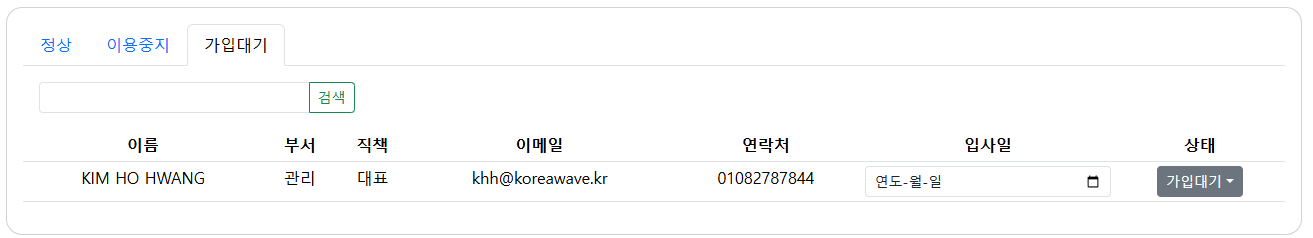 정상 이용중지 가입대기
검색
이름 부서 직책 이메일 연락처 입사일 상태
KIM HO HWANG 관리 대표 khh@koreawave.kr 01082787844 연도-월-일 가입대기